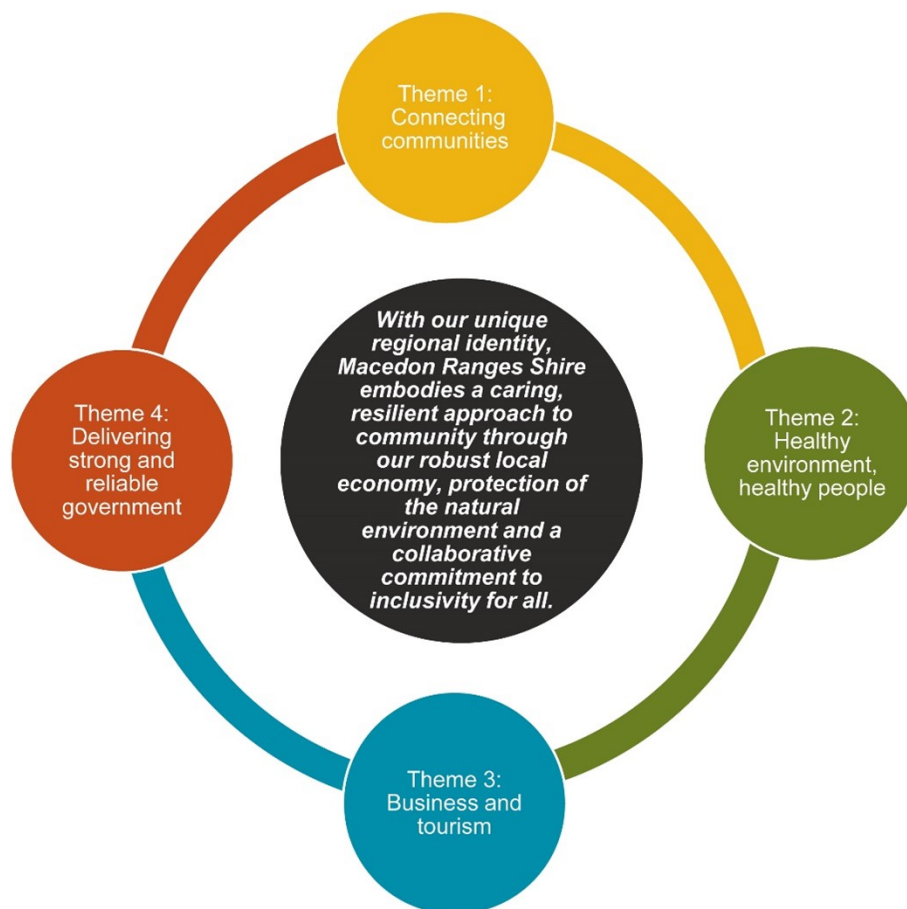 Theme 1:
Connecting
communities
With our unique
regional identity,
Macedon Ranges Shire
embodies a caring,
resilient approach to
community through
our robust local
economy, protection of
the natural
environment and a
collaborative
commitment to
inclusivity for all.
Theme 2:
Healthy
environment,
healthy people
Theme 3:
Business and
tourism
Theme 4:
Delivering
strong and
reliable
government